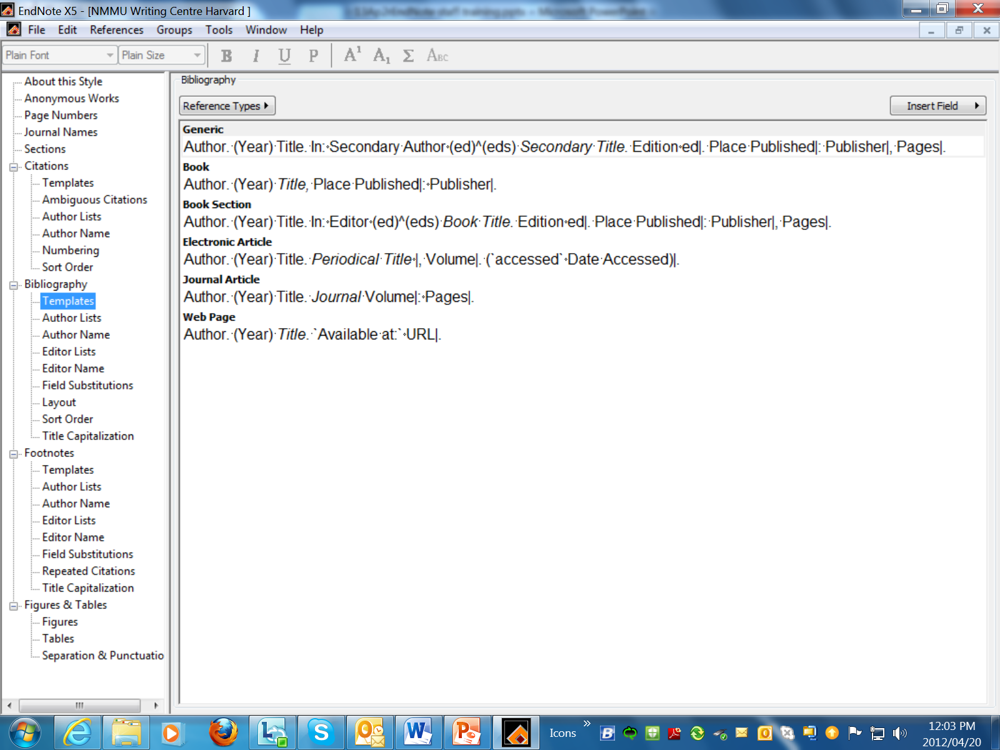 EndNote X5 - [NMMU Writing Centre Harvard ]
File Edit References Groups Tools Window Help
Plain Font Plain Size B I U P A¹ A₁ Σ ABC
About this Style
Anonymous Works
Page Numbers
Journal Names
Sections
Citations
Templates
Ambiguous Citations
Author Lists
Author Name
Numbering
Sort Order
Bibliography
Templates
Author Lists
Author Name
Editor Lists
Editor Name
Field Substitutions
Layout
Sort Order
Title Capitalization
Footnotes
Templates
Author Lists
Author Name
Editor Lists
Editor Name
Field Substitutions
Repeated Citations
Title Capitalization
Figures & Tables
Figures
Tables
Separation & Punctuatio
Bibliography
Reference Types Insert Field
Generic
Author.·(Year)·Title.·In:⋄Secondary·Author·(ed)^(eds)·Secondary·Title.·Edition⋄ed|.·Place·Published|:·Publisher|,·Pages|.
Book
Author.·(Year)·Title,·Place·Published|:⋄Publisher|.
Book Section
Author.·(Year)·Title.·In:⋄Editor·(ed)^(eds)·Book·Title.·Edition⋄ed|.·Place·Published|:·Publisher|,·Pages|.
Electronic Article
Author.·(Year)·Title.·Periodical·Title⋄|,·Volume|.·(`accessed`⋄Date·Accessed)|.
Journal Article
Author.·(Year)·Title.·Journal·Volume|:⋄Pages|.
Web Page
Author.·(Year)·Title.·`Available·at:`⋄URL|.
Icons »
12:03 PM
2012/04/20